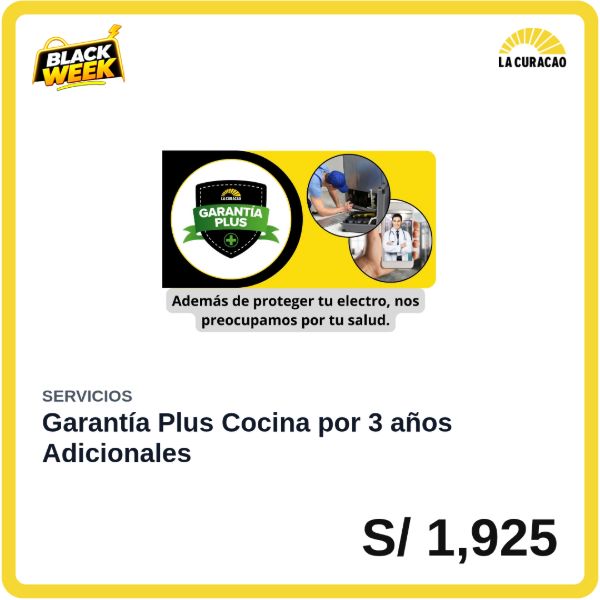 BLACK
WEEK
LA CURACAO
LA CURACAO
GARANTÍA
PLUS
Además de proteger tu electro, nos
preocupamos por tu salud.
SERVICIOS
Garantía Plus Cocina por 3 años
Adicionales
S/ 1,925